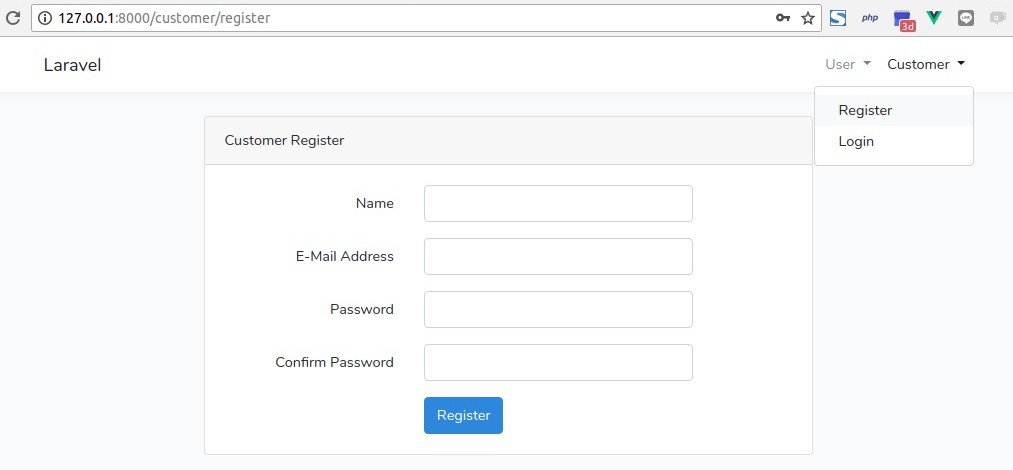 127.0.0.1:8000/customer/register
php
3d
Laravel
User
Customer
Register
Login
Customer Register
Name
E-Mail Address
Password
Confirm Password
Register